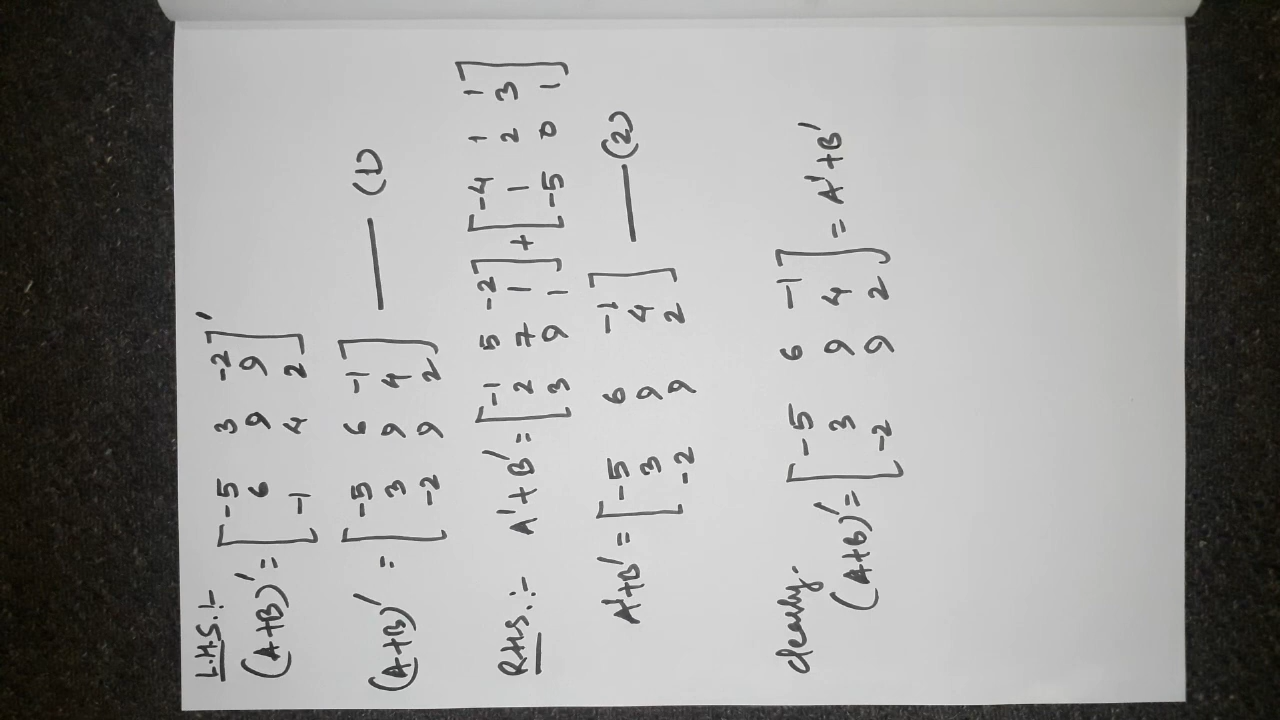 L.H.S.:-
(A+B)' = [-5 3 -2]'
[6 9 9]
[-1 4 2]
(A+B)' = [-5 6 -1] —— (1)
[3 9 4]
[-2 9 2]
RHS.:- A'+B' = [-1 5 -2] + [-4 1 1]
[2 7 1] [1 2 3]
[3 9 1] [-5 0 1]
A'+B' = [-5 6 -1] —— (2)
[3 9 4]
[-2 9 2]
clearly-
(A+B)' = [-5 6 -1] = A'+B'
[3 9 4]
[-2 9 2]